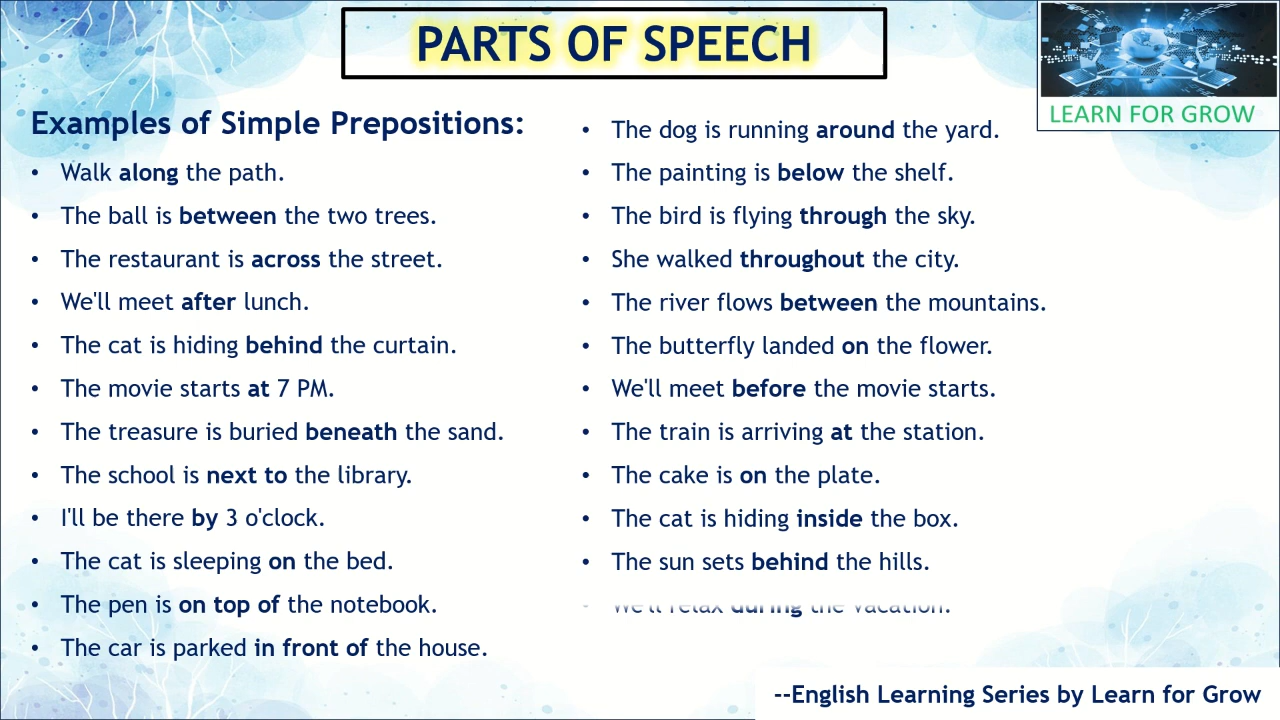 PARTS OF SPEECH
LEARN FOR GROW
Examples of Simple Prepositions:
• Walk along the path.
• The ball is between the two trees.
• The restaurant is across the street.
• We'll meet after lunch.
• The cat is hiding behind the curtain.
• The movie starts at 7 PM.
• The treasure is buried beneath the sand.
• The school is next to the library.
• I'll be there by 3 o'clock.
• The cat is sleeping on the bed.
• The pen is on top of the notebook.
• The car is parked in front of the house.
• The dog is running around the yard.
• The painting is below the shelf.
• The bird is flying through the sky.
• She walked throughout the city.
• The river flows between the mountains.
• The butterfly landed on the flower.
• We'll meet before the movie starts.
• The train is arriving at the station.
• The cake is on the plate.
• The cat is hiding inside the box.
• The sun sets behind the hills.
• We'll relax during the vacation.
--English Learning Series by Learn for Grow